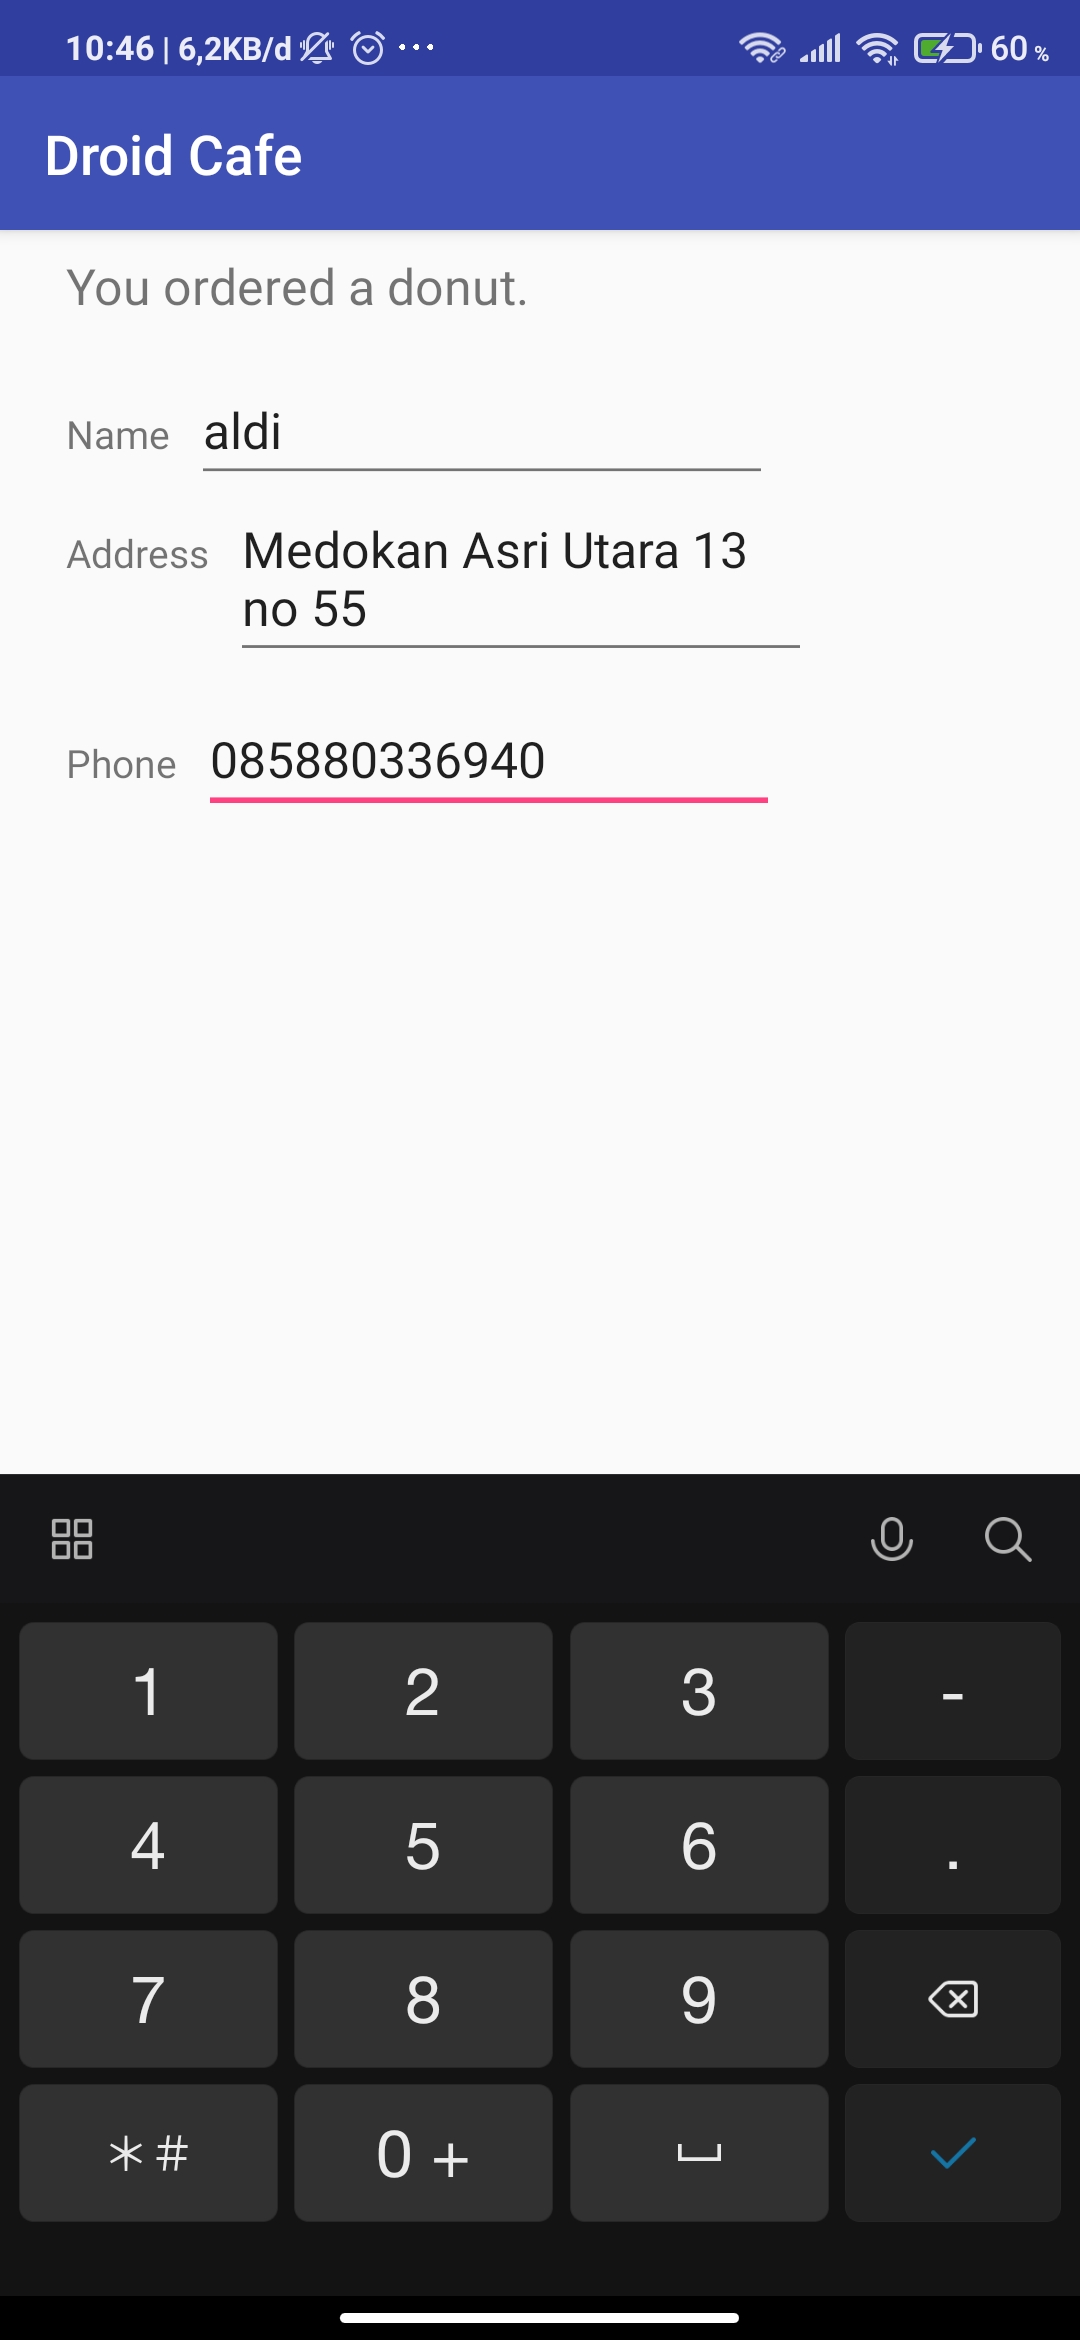 10:46 | 6,2KB/d 60 %
Droid Cafe
You ordered a donut.
Name aldi
Address Medokan Asri Utara 13
no 55
Phone 085880336940
1 2 3 -
4 5 6 .
7 8 9
*# 0 +